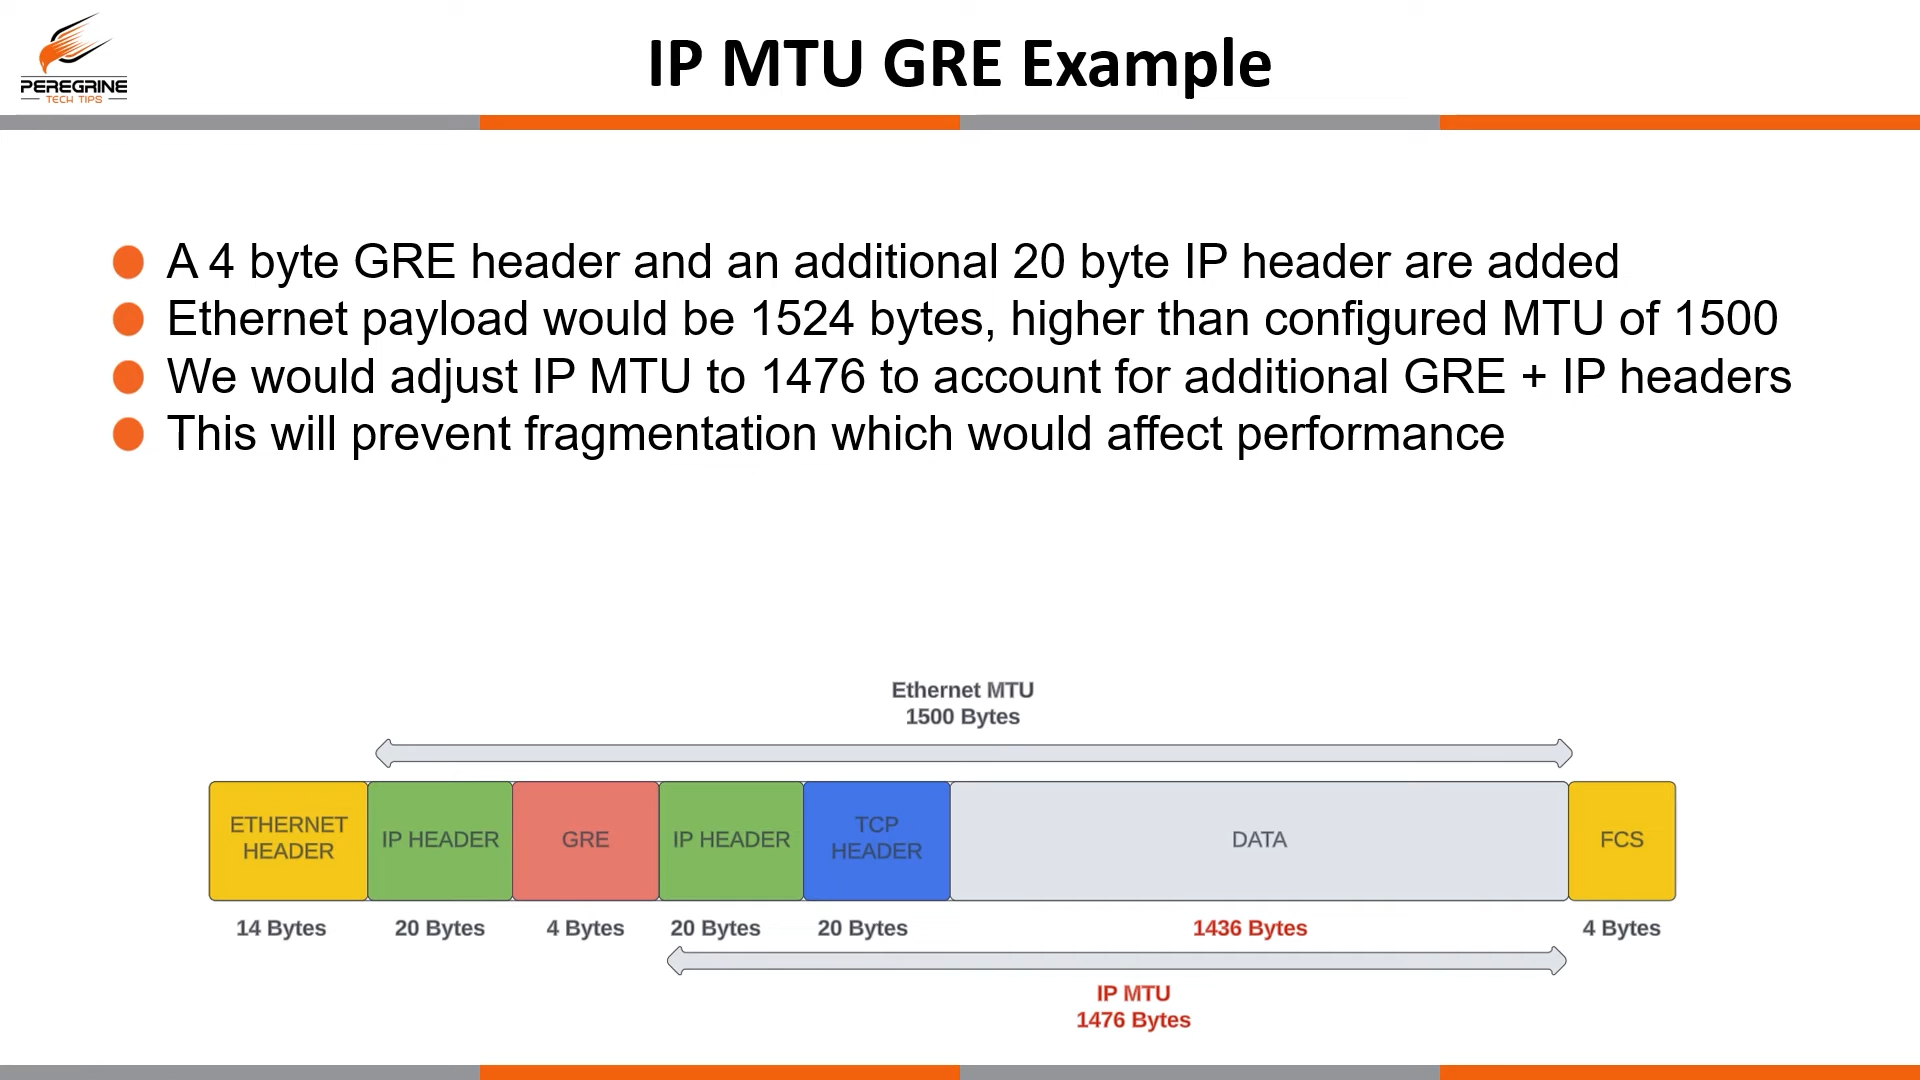 PEREGRINE
TECH TIPS
IP MTU GRE Example
A 4 byte GRE header and an additional 20 byte IP header are added
Ethernet payload would be 1524 bytes, higher than configured MTU of 1500
We would adjust IP MTU to 1476 to account for additional GRE + IP headers
This will prevent fragmentation which would affect performance
Ethernet MTU
1500 Bytes
ETHERNET
HEADER
IP HEADER
GRE
IP HEADER
TCP
HEADER
DATA
FCS
14 Bytes
20 Bytes
4 Bytes
20 Bytes
20 Bytes
1436 Bytes
4 Bytes
IP MTU
1476 Bytes